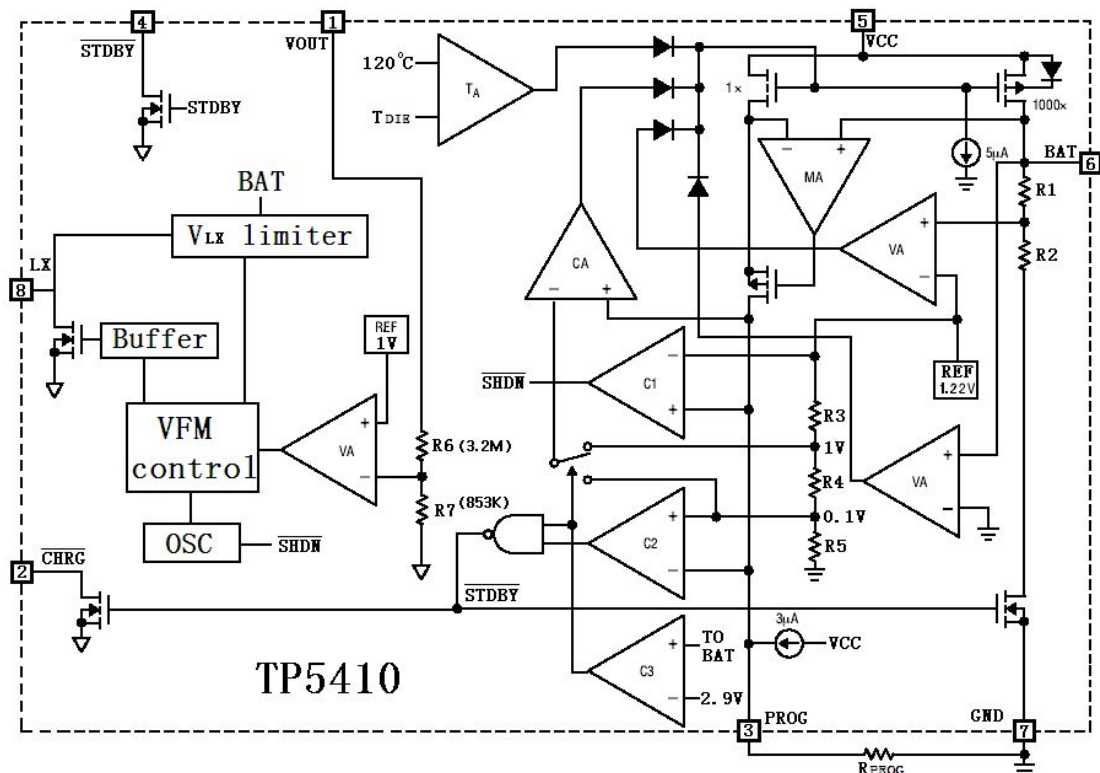 4
1
5
STDBY
VOUT
VCC
120°C
TA
TDIE
STDBY
1×
1000×
5μA
BAT
6
MA
R1
BAT
VLX limiter
VA
R2
LX
CA
8
Buffer
REF
1V
REF
1.22V
SHDN
C1
R3
VFM
control
VA
R6 (3.2M)
1V
R4
VA
R7 (853K)
0.1V
OSC
SHDN
C2
R5
CHRG
2
STDBY
3μA
TO
BAT
VCC
C3
TP5410
2.9V
3
PROG
GND
7
RPROG
+
−
+
−
+
−
+
−
+
−
+
−
+
−
+
−